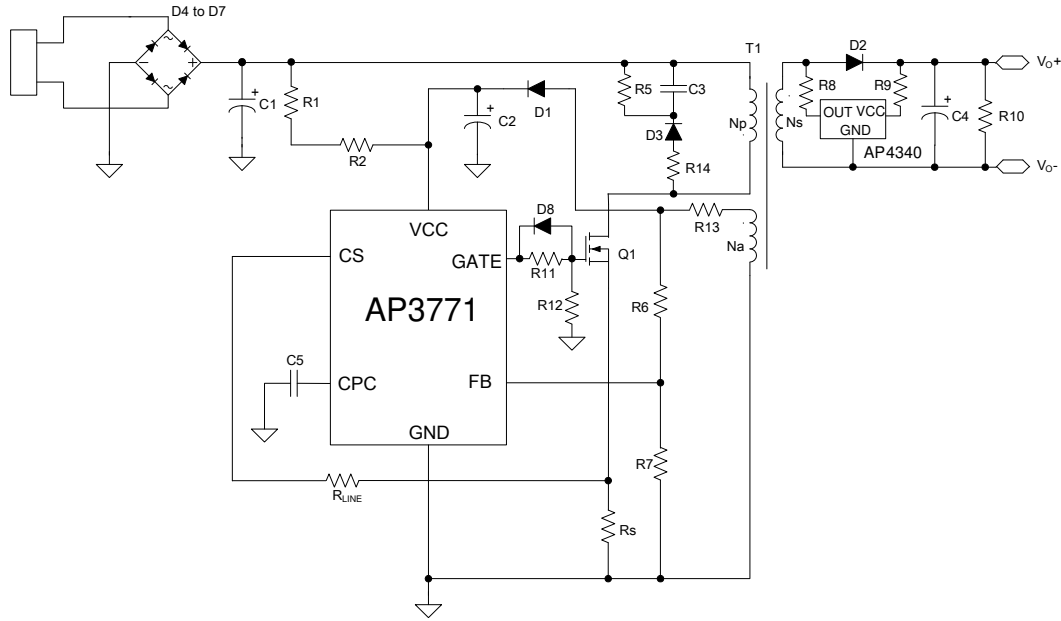 D4 to D7
T1
D2
VO+
~
-
+
~
+
C1
R1
+
C2
D1
R5
C3
D3
Np
Ns
R8
R9
OUT VCC
GND
AP4340
+
C4
R10
R2
R14
VO-
VCC
D8
R13
CS
GATE
Q1
Na
R11
AP3771
R12
R6
C5
CPC
FB
GND
R7
RLINE
Rs